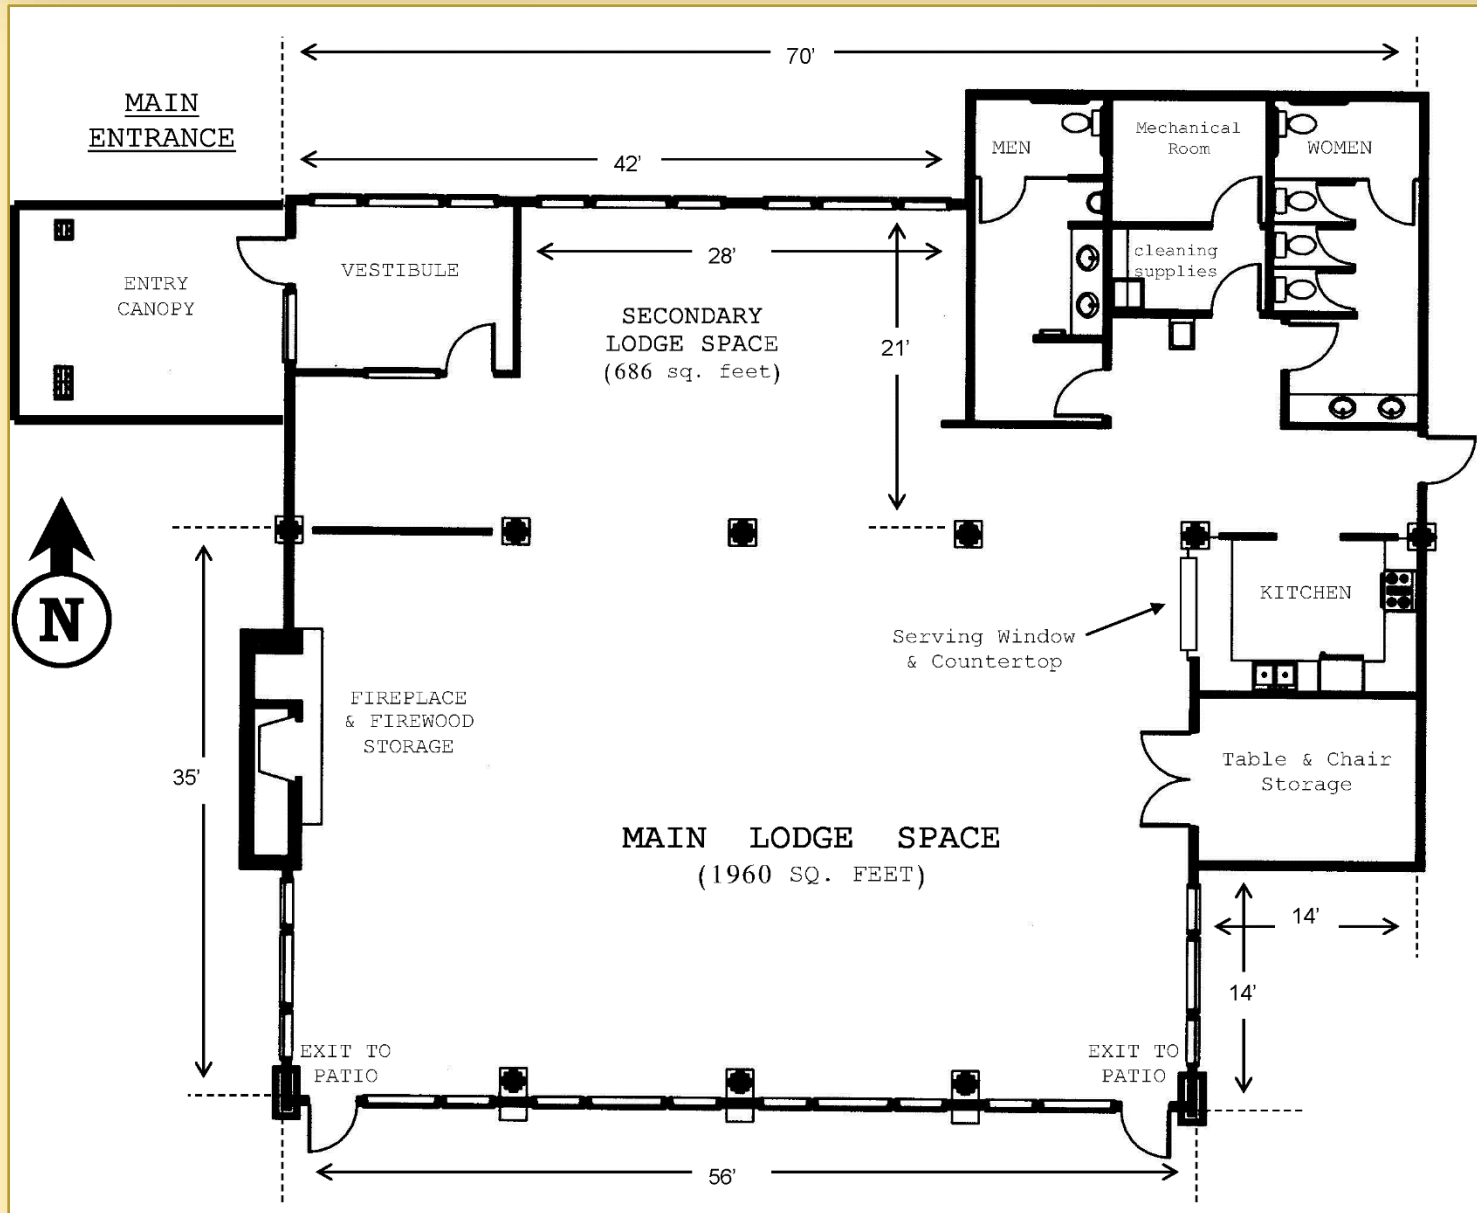 70'
MAIN
ENTRANCE
42'
MEN
Mechanical
Room
WOMEN
28'
VESTIBULE
cleaning
supplies
ENTRY
CANOPY
SECONDARY
LODGE SPACE
(686 sq. feet)
21'
N
KITCHEN
Serving Window
& Countertop
FIREPLACE
& FIREWOOD
STORAGE
35'
Table & Chair
Storage
MAIN LODGE SPACE
(1960 SQ. FEET)
14'
14'
EXIT TO
PATIO
EXIT TO
PATIO
56'